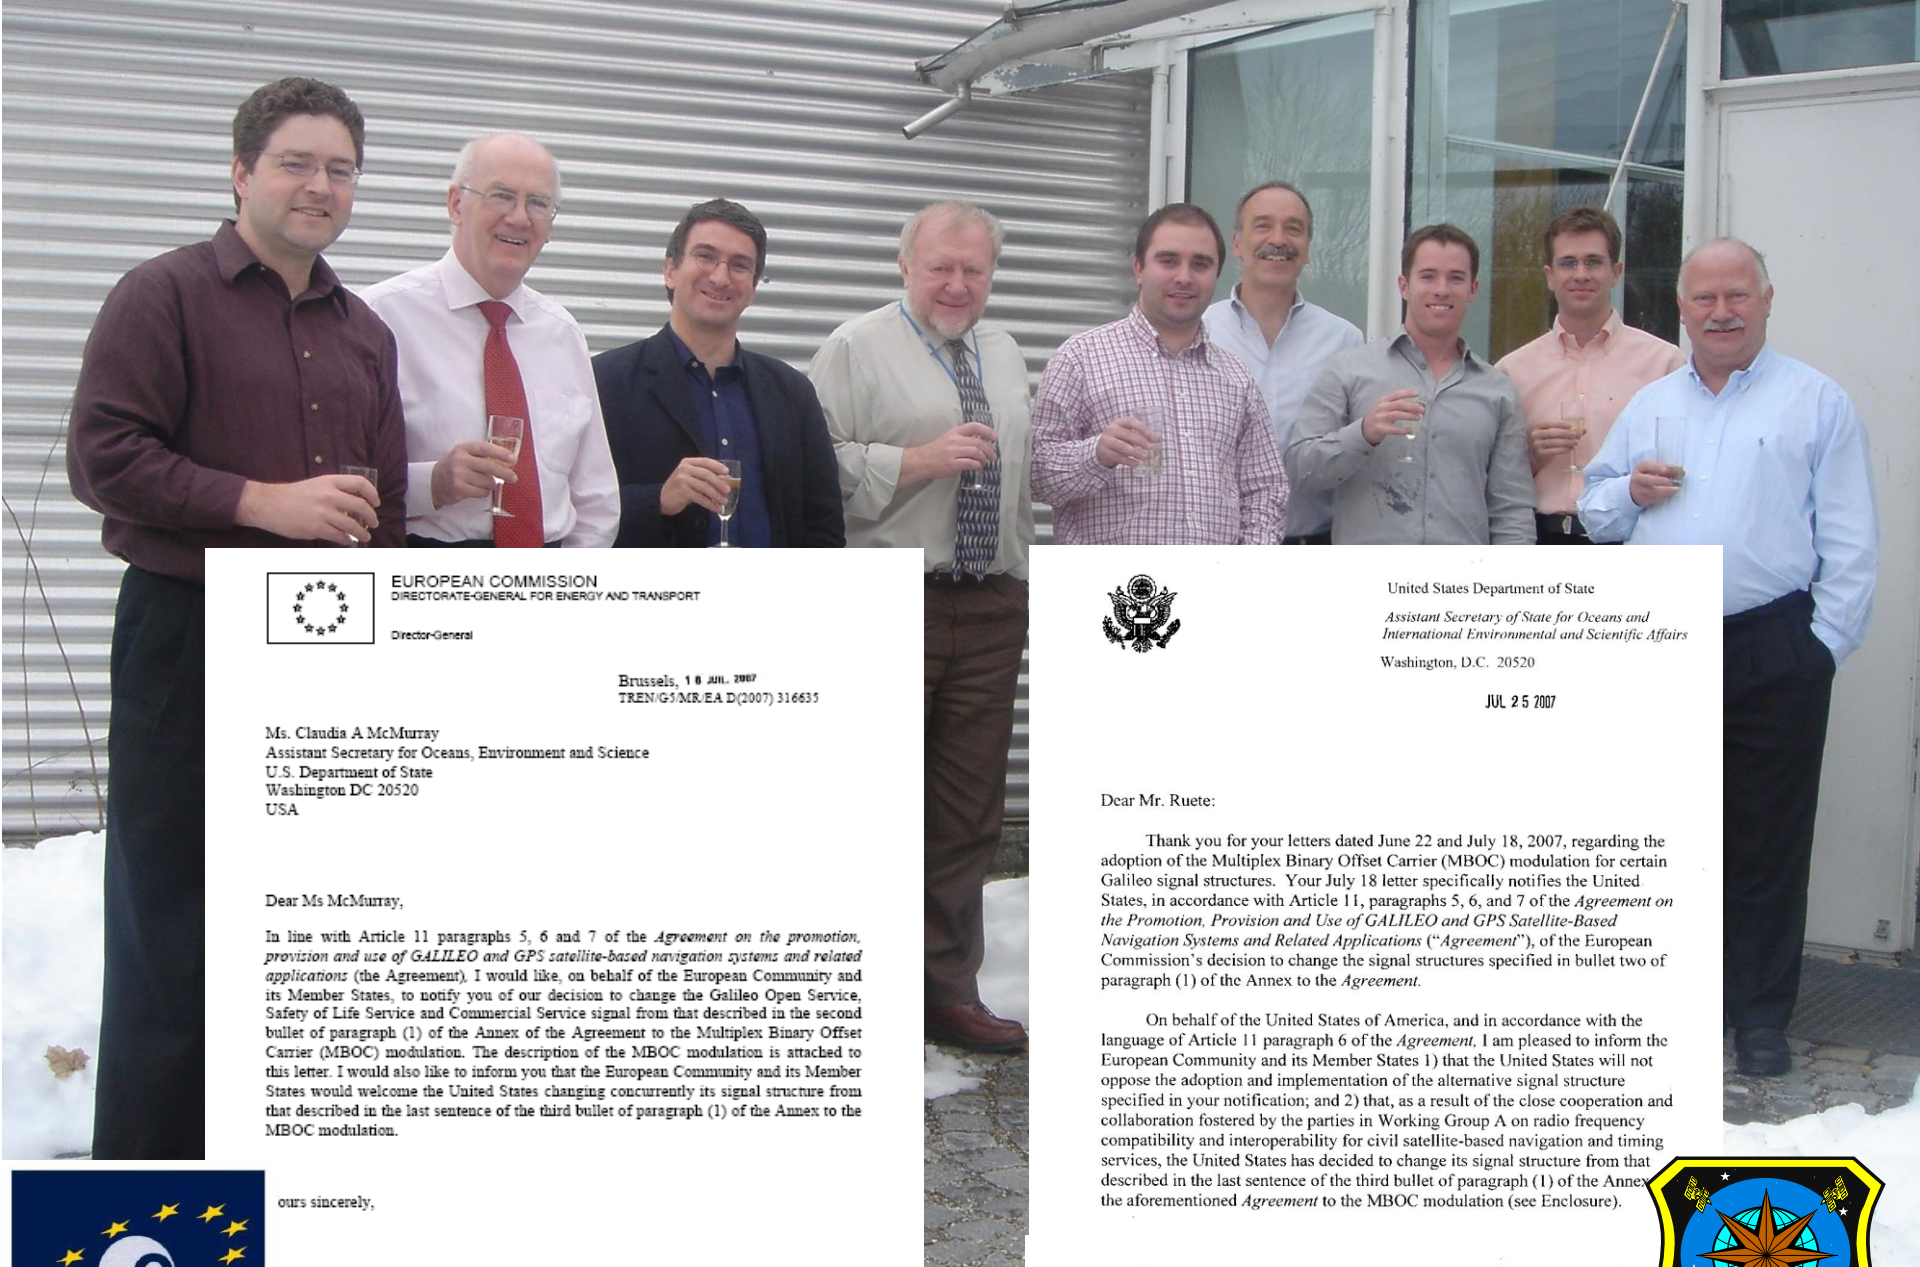 EUROPEAN COMMISSION
DIRECTORATE-GENERAL FOR ENERGY AND TRANSPORT
Director-General
Brussels, 18 JUIL. 2007
TREN/G5/MR/EA D(2007) 316635
Ms. Claudia A McMurray
Assistant Secretary for Oceans, Environment and Science
U.S. Department of State
Washington DC 20520
USA
Dear Ms McMurray,
In line with Article 11 paragraphs 5, 6 and 7 of the Agreement on the promotion,
provision and use of GALILEO and GPS satellite-based navigation systems and related
applications (the Agreement), I would like, on behalf of the European Community and
its Member States, to notify you of our decision to change the Galileo Open Service,
Safety of Life Service and Commercial Service signal from that described in the second
bullet of paragraph (1) of the Annex of the Agreement to the Multiplex Binary Offset
Carrier (MBOC) modulation. The description of the MBOC modulation is attached to
this letter. I would also like to inform you that the European Community and its Member
States would welcome the United States changing concurrently its signal structure from
that described in the last sentence of the third bullet of paragraph (1) of the Annex to the
MBOC modulation.
ours sincerely,
United States Department of State
Assistant Secretary of State for Oceans and
International Environmental and Scientific Affairs
Washington, D.C. 20520
JUL 25 2007
Dear Mr. Ruete:
Thank you for your letters dated June 22 and July 18, 2007, regarding the
adoption of the Multiplex Binary Offset Carrier (MBOC) modulation for certain
Galileo signal structures. Your July 18 letter specifically notifies the United
States, in accordance with Article 11, paragraphs 5, 6, and 7 of the Agreement on
the Promotion, Provision and Use of GALILEO and GPS Satellite-Based
Navigation Systems and Related Applications (“Agreement”), of the European
Commission’s decision to change the signal structures specified in bullet two of
paragraph (1) of the Annex to the Agreement.
On behalf of the United States of America, and in accordance with the
language of Article 11 paragraph 6 of the Agreement, I am pleased to inform the
European Community and its Member States 1) that the United States will not
oppose the adoption and implementation of the alternative signal structure
specified in your notification; and 2) that, as a result of the close cooperation and
collaboration fostered by the parties in Working Group A on radio frequency
compatibility and interoperability for civil satellite-based navigation and timing
services, the United States has decided to change its signal structure from that
described in the last sentence of the third bullet of paragraph (1) of the Annex
the aforementioned Agreement to the MBOC modulation (see Enclosure).